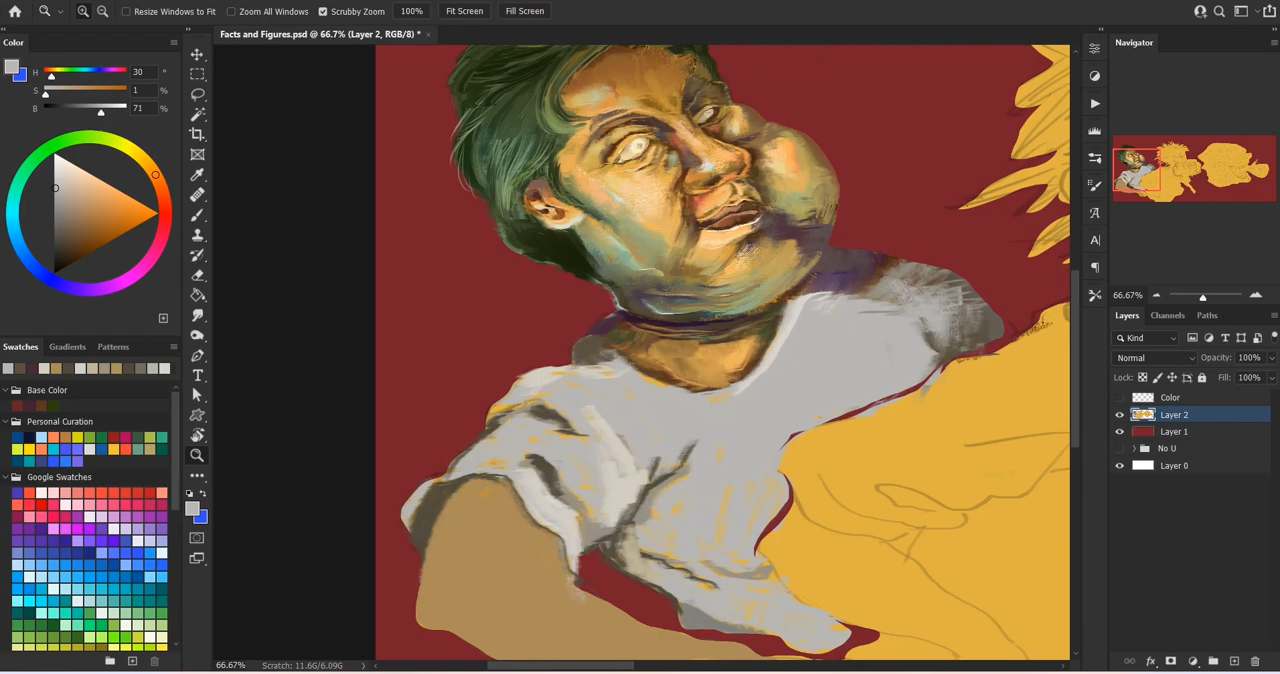 Resize Windows to Fit Zoom All Windows Scrubby Zoom 100% Fit Screen Fill Screen
Color
Facts and Figures.psd @ 66.7% (Layer 2, RGB/8) * ×
Navigator
H 30 °
S 1 %
B 71 %
66.67%
Layers Channels Paths
Kind
Swatches Gradients Patterns
Normal Opacity: 100%
Lock: Fill: 100%
Base Color
Color
Layer 2
Personal Curation
Layer 1
No U
Layer 0
Google Swatches
66.67% Scratch: 11.6G/6.09G